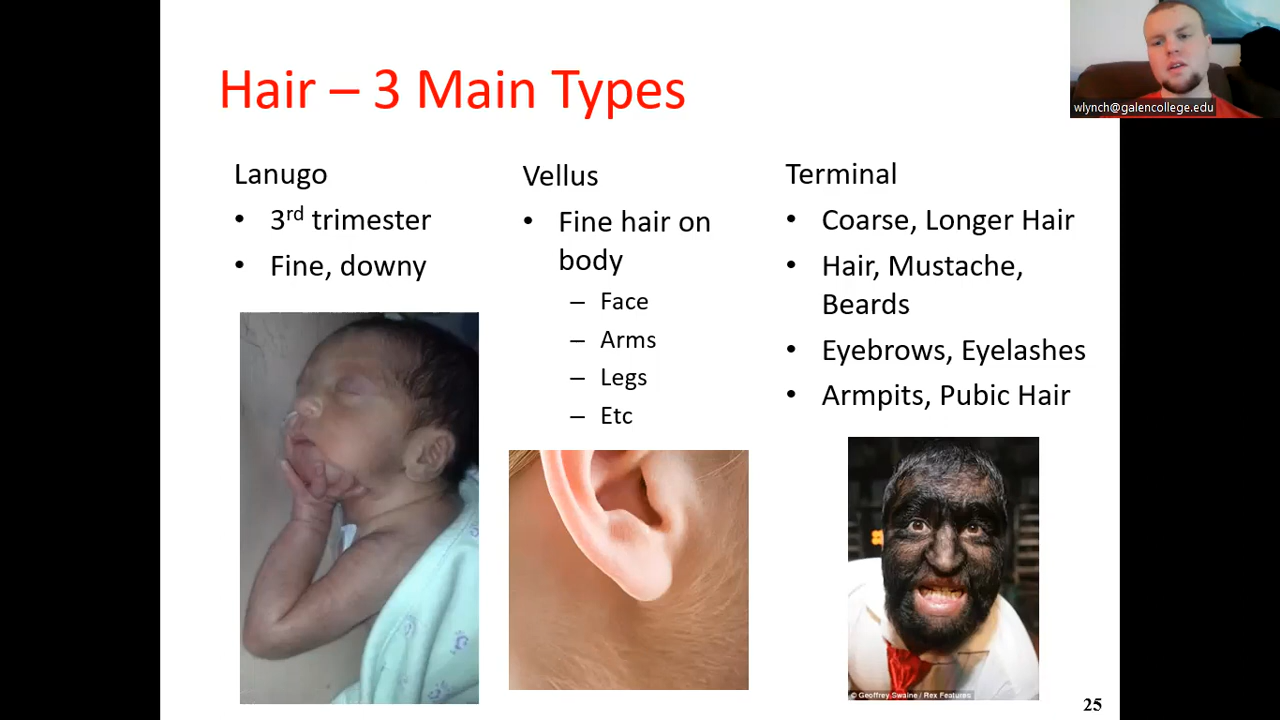 Hair – 3 Main Types
wlynch@galencollege.edu
Lanugo
• 3rd trimester
• Fine, downy
Vellus
• Fine hair on
body
– Face
– Arms
– Legs
– Etc
Terminal
• Coarse, Longer Hair
• Hair, Mustache,
Beards
• Eyebrows, Eyelashes
• Armpits, Pubic Hair
© Geoffrey Swaine / Rex Features
25